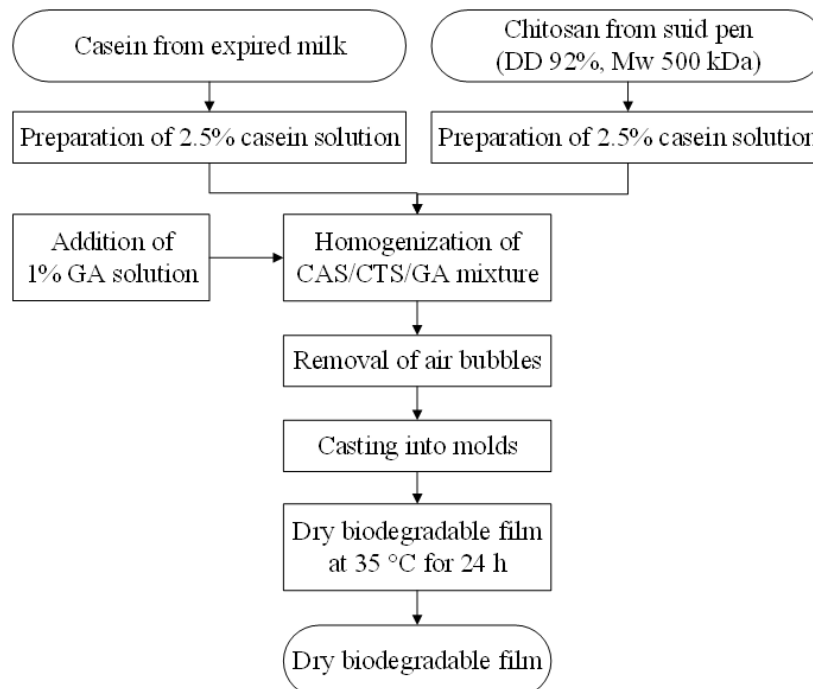 Casein from expired milk
Chitosan from suid pen
(DD 92%, Mw 500 kDa)
Preparation of 2.5% casein solution
Preparation of 2.5% casein solution
Addition of
1% GA solution
Homogenization of
CAS/CTS/GA mixture
Removal of air bubbles
Casting into molds
Dry biodegradable film
at 35 °C for 24 h
Dry biodegradable film